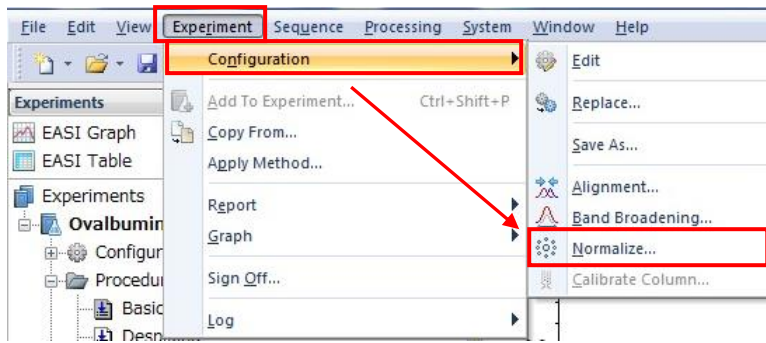 File Edit View Experiment Sequence Processing System Window Help
Experiments
EASI Graph
EASI Table
Experiments
Ovalbumin
Configur
Procedu
Basic
Configuration
Add To Experiment... Ctrl+Shift+P
Copy From...
Apply Method...
Report
Graph
Sign Off...
Log
Edit
Replace...
Save As...
Alignment...
Band Broadening...
Normalize...
Calibrate Column...